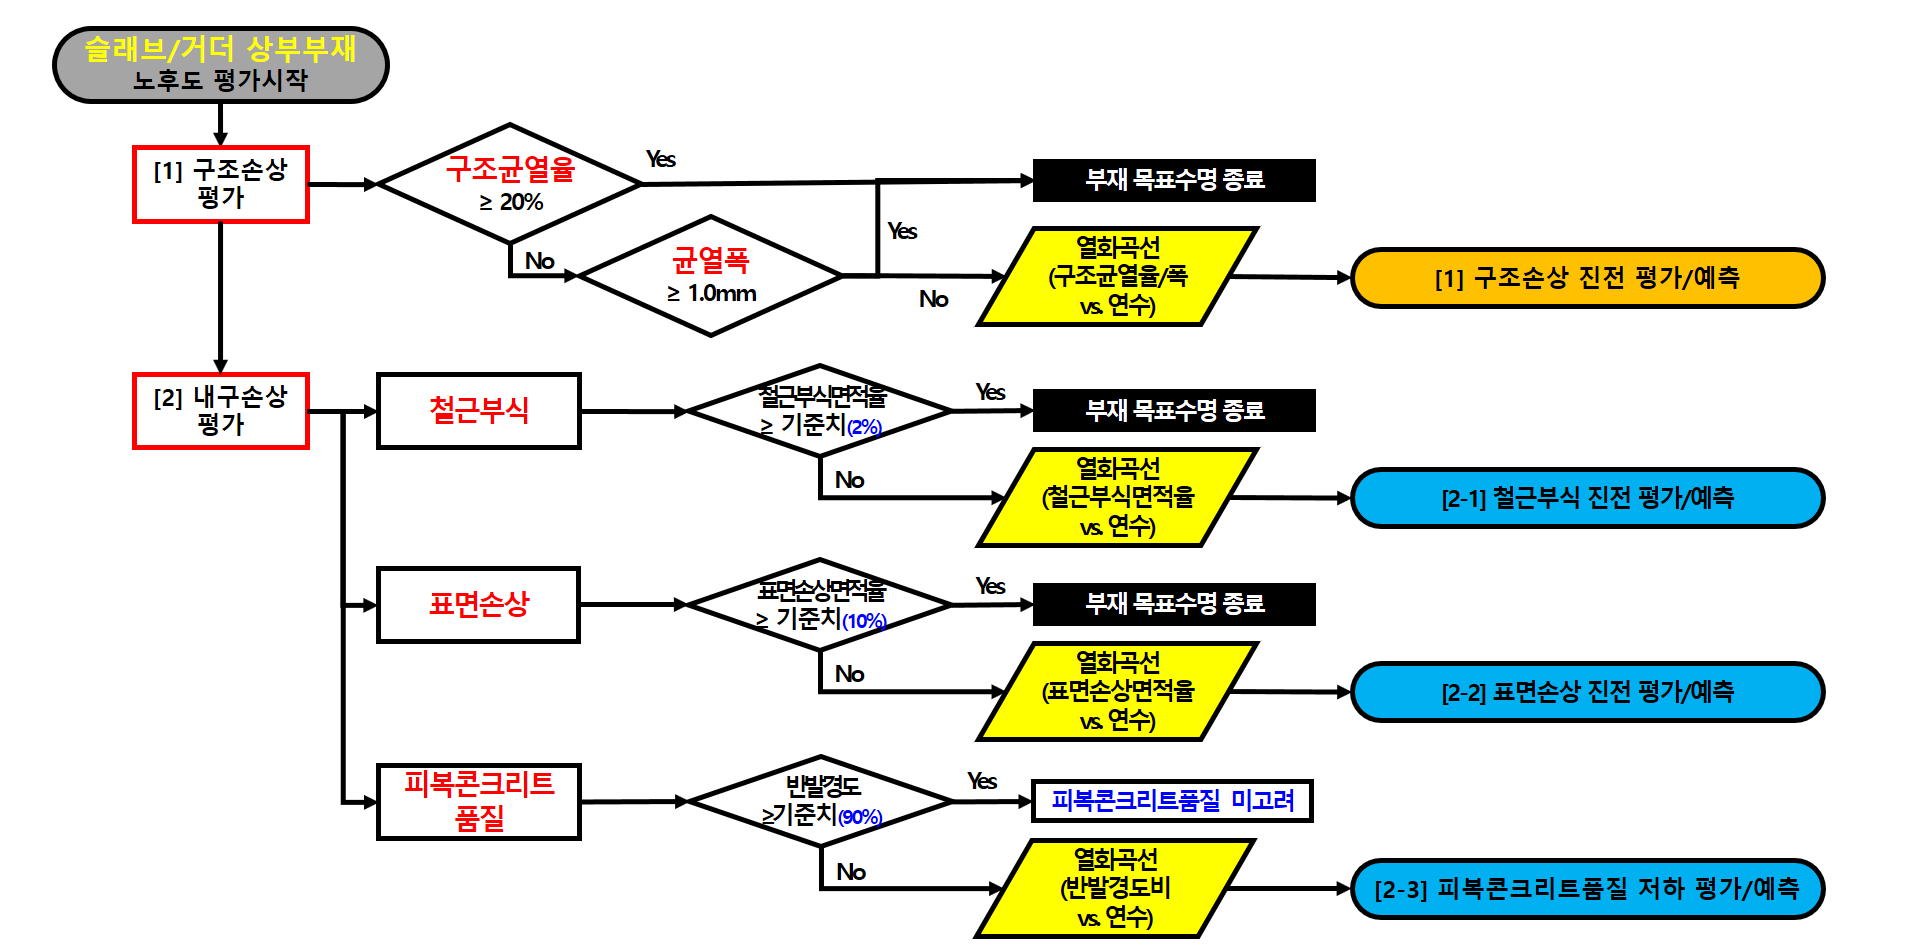 슬래브/거더 상부부재
노후도 평가시작
[1] 구조손상
평가
구조균열율
≥ 20%
Yes
부재 목표수명 종료
No
균열폭
≥ 1.0mm
Yes
No
열화곡선
(구조균열율/폭
vs. 연수)
[1] 구조손상 진전 평가/예측
[2] 내구손상
평가
철근부식
철근부식면적율
≥ 기준치(2%)
Yes
부재 목표수명 종료
No
열화곡선
(철근부식면적율
vs. 연수)
[2-1] 철근부식 진전 평가/예측
표면손상
표면손상면적율
≥ 기준치(10%)
Yes
부재 목표수명 종료
No
열화곡선
(표면손상면적율
vs. 연수)
[2-2] 표면손상 진전 평가/예측
피복콘크리트
품질
반발경도
≥기준치(90%)
Yes
피복콘크리트품질 미고려
No
열화곡선
(반발경도비
vs. 연수)
[2-3] 피복콘크리트품질 저하 평가/예측